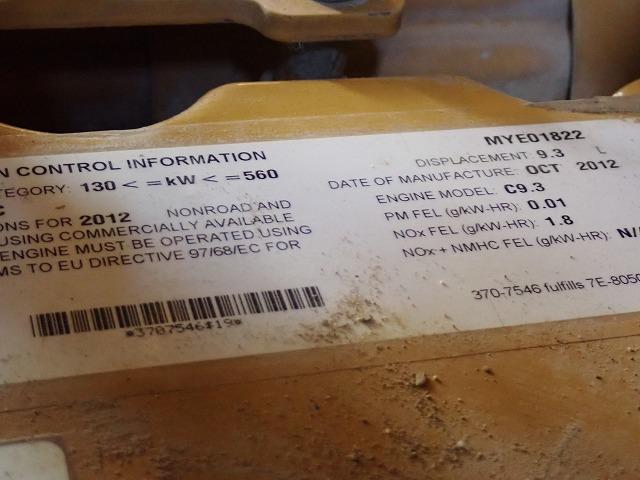 N CONTROL INFORMATION
TEGORY: 130 < =kW < =560
C
ONS FOR 2012 NONROAD AND
USING COMMERCIALLY AVAILABLE
ENGINE MUST BE OPERATED USING
MS TO EU DIRECTIVE 97/68/EC FOR
*3707546#19*
MYE01822
DISPLACEMENT: 9.3 L
DATE OF MANUFACTURE: OCT 2012
ENGINE MODEL: C9.3
PM FEL (g/kW-HR): 0.01
NOx FEL (g/kW-HR): 1.8
NOx + NMHC FEL (g/kW-HR): N/
370-7546 fulfills 7E-8050